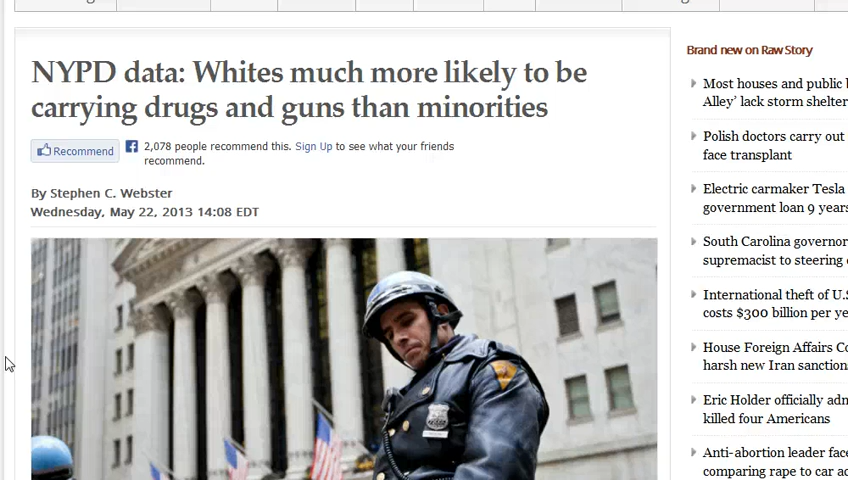 NYPD data: Whites much more likely to be
carrying drugs and guns than minorities
Recommend
2,078 people recommend this. Sign Up to see what your friends
recommend.
By Stephen C. Webster
Wednesday, May 22, 2013 14:08 EDT
Brand new on Raw Story
Most houses and public
Alley’ lack storm shelter
Polish doctors carry out
face transplant
Electric carmaker Tesla
government loan 9 years
South Carolina governor
supremacist to steering
International theft of U.S
costs $300 billion per ye
House Foreign Affairs Co
harsh new Iran sanction
Eric Holder officially adm
killed four Americans
Anti-abortion leader face
comparing rape to car ac